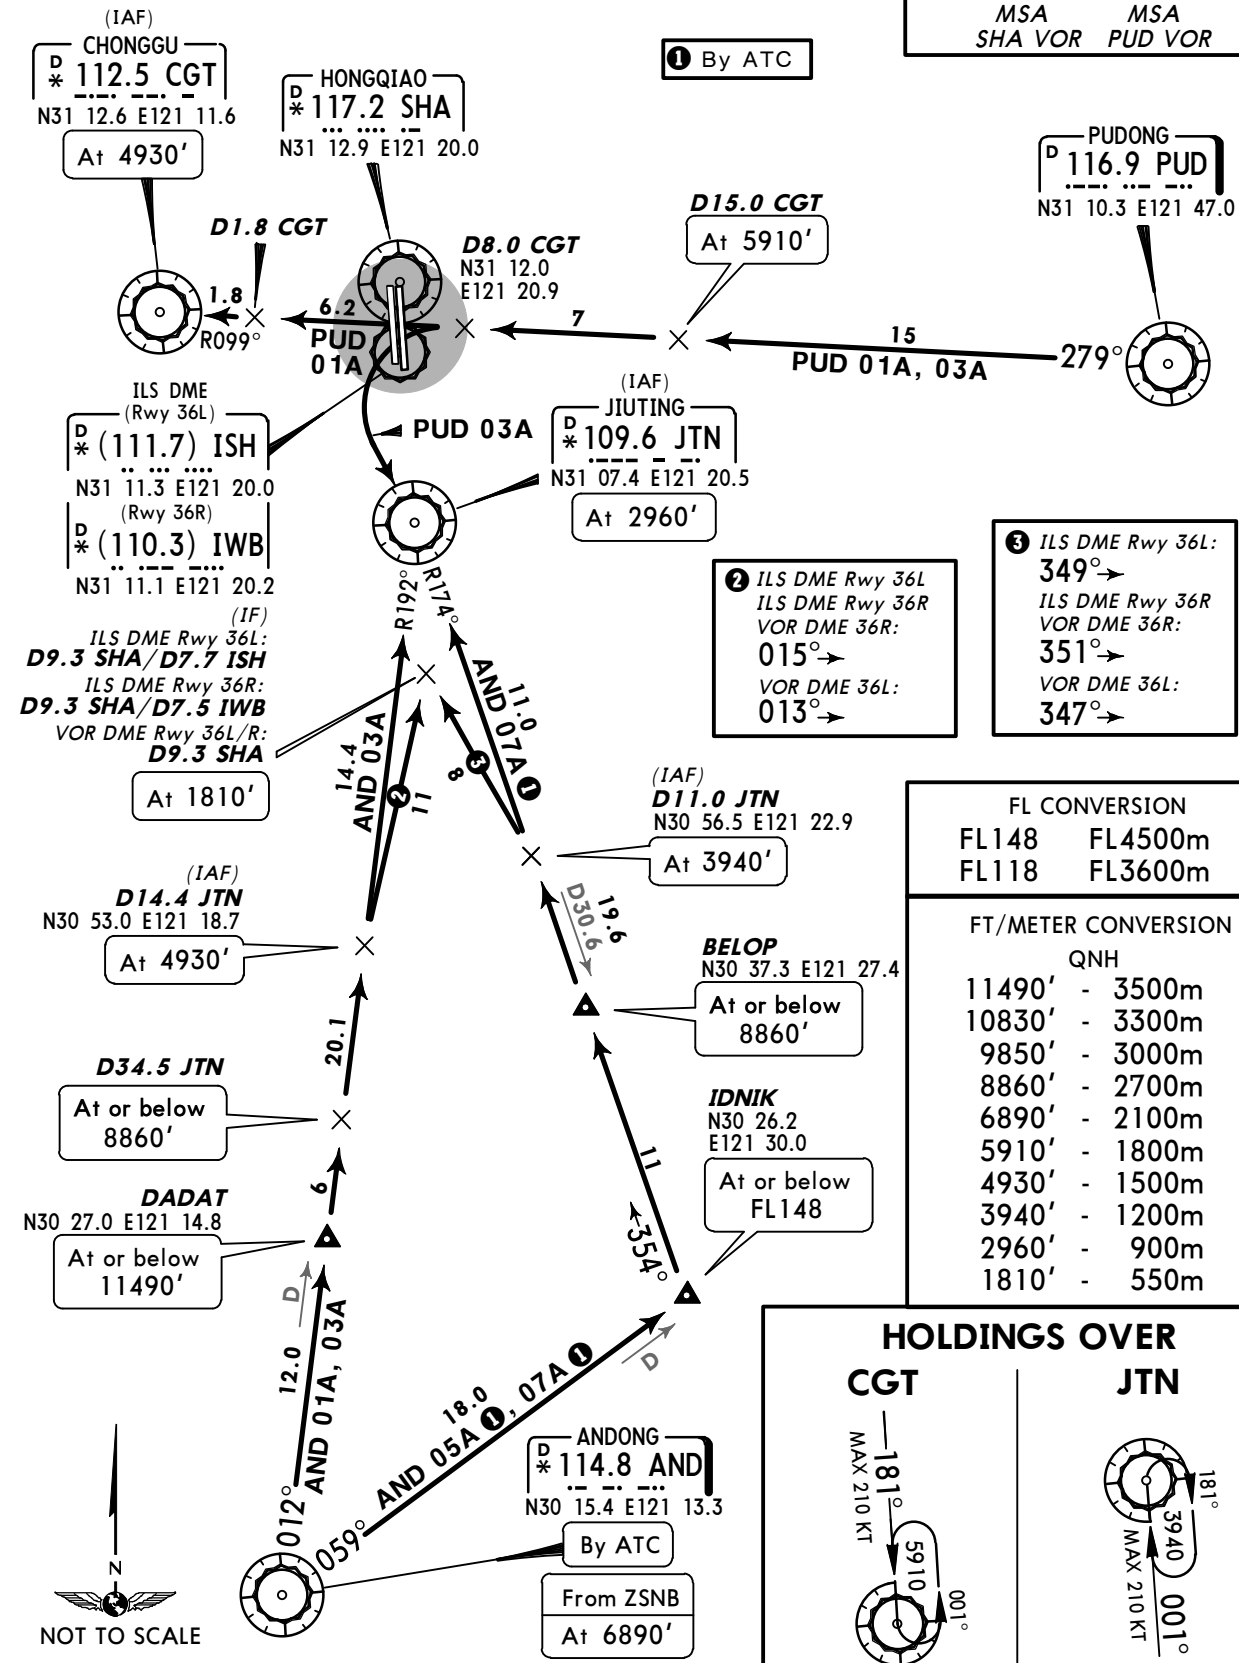 (IAF)
CHONGGU
D
* 112.5 CGT
N31 12.6 E121 11.6
At 4930'
HONGQIAO
D
* 117.2 SHA
N31 12.9 E121 20.0
❶ By ATC
MSA MSA
SHA VOR PUD VOR
PUDONG
D 116.9 PUD
N31 10.3 E121 47.0
D1.8 CGT
D8.0 CGT
N31 12.0
E121 20.9
D15.0 CGT
At 5910'
1.8
R099°
6.2
PUD
01A
7
15
PUD 01A, 03A
279°
ILS DME
(Rwy 36L)
D
* (111.7) ISH
N31 11.3 E121 20.0
(Rwy 36R)
D
* (110.3) IWB
N31 11.1 E121 20.2
PUD 03A
(IAF)
JIUTING
D
* 109.6 JTN
N31 07.4 E121 20.5
At 2960'
(IF)
ILS DME Rwy 36L:
D9.3 SHA/D7.7 ISH
ILS DME Rwy 36R:
D9.3 SHA/D7.5 IWB
VOR DME Rwy 36L/R:
D9.3 SHA
At 1810'
R192°
R174°
❷ ILS DME Rwy 36L
ILS DME Rwy 36R
VOR DME 36R:
015°
VOR DME 36L:
013°
❸ ILS DME Rwy 36L:
349°
ILS DME Rwy 36R
VOR DME 36R:
351°
VOR DME 36L:
347°
14.4
AND 03A
❷
11
❸
8
11.0
AND 07A ❶
(IAF)
D11.0 JTN
N30 56.5 E121 22.9
At 3940'
FL CONVERSION
FL148 FL4500m
FL118 FL3600m
(IAF)
D14.4 JTN
N30 53.0 E121 18.7
At 4930'
19.6
D30.6
BELOP
N30 37.3 E121 27.4
At or below
8860'
FT/METER CONVERSION
QNH
11490' - 3500m
10830' - 3300m
9850' - 3000m
8860' - 2700m
6890' - 2100m
5910' - 1800m
4930' - 1500m
3940' - 1200m
2960' - 900m
1810' - 550m
20.1
D34.5 JTN
At or below
8860'
IDNIK
N30 26.2
E121 30.0
At or below
FL148
11
354°
6
DADAT
N30 27.0 E121 14.8
At or below
11490'
D
12.0
AND 01A, 03A
012°
D
18.0
AND 05A ❶, 07A ❶
059°
ANDONG
D
* 114.8 AND
N30 15.4 E121 13.3
By ATC
From ZSNB
At 6890'
N
NOT TO SCALE
HOLDINGS OVER
CGT
181°
MAX 210 KT
5910
001°
JTN
181°
3940
MAX 210 KT
001°